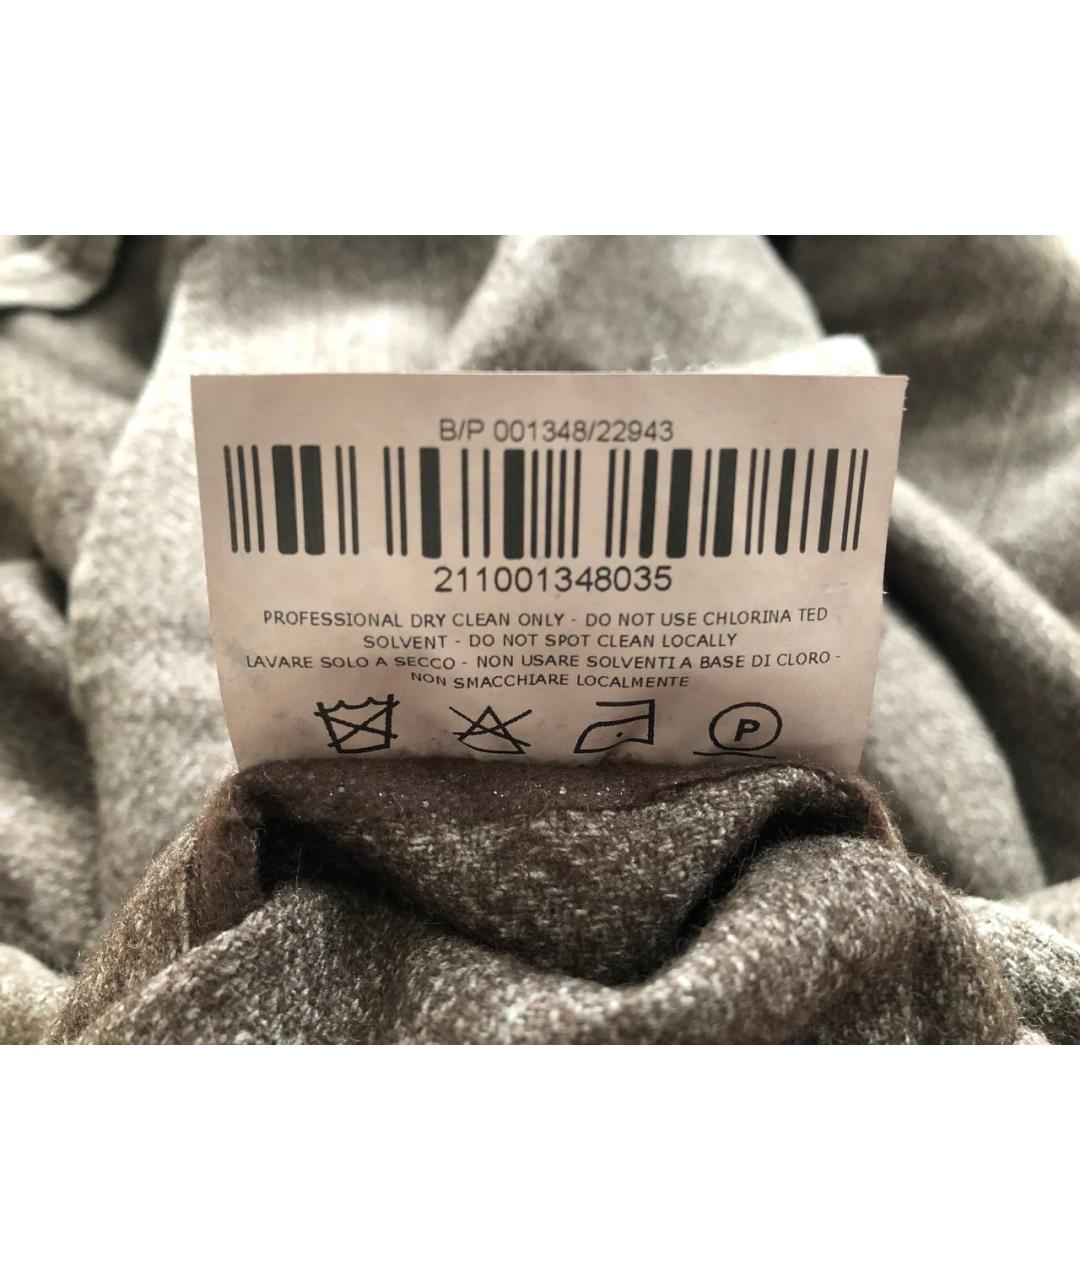 B/P 001348/22943
211001348035
PROFESSIONAL DRY CLEAN ONLY - DO NOT USE CHLORINA TED
SOLVENT - DO NOT SPOT CLEAN LOCALLY
LAVARE SOLO A SECCO - NON USARE SOLVENTI A BASE DI CLORO -
NON SMACCHIARE LOCALMENTE
P